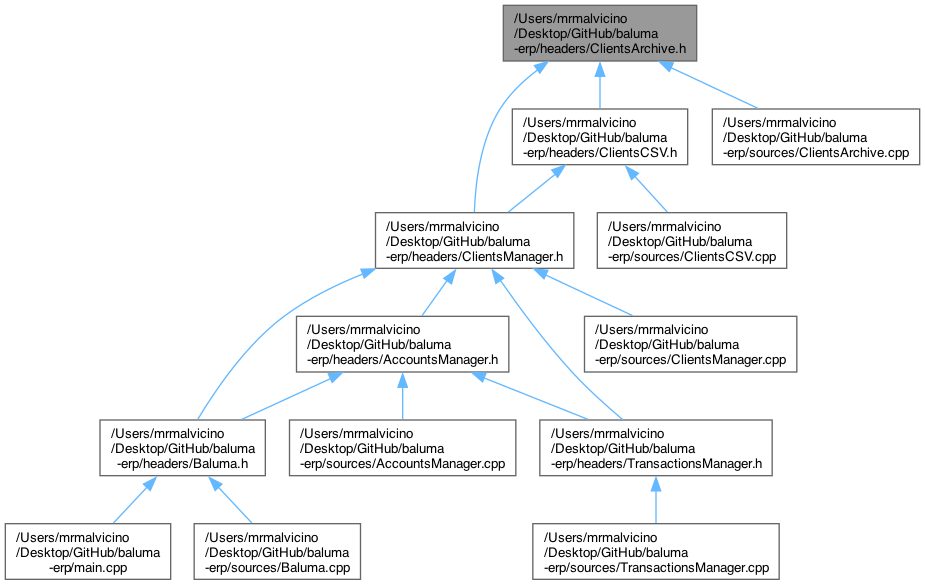 /Users/mrmalvicino
/Desktop/GitHub/baluma
-erp/headers/ClientsArchive.h
/Users/mrmalvicino
/Desktop/GitHub/baluma
-erp/headers/ClientsCSV.h
/Users/mrmalvicino
/Desktop/GitHub/baluma
-erp/sources/ClientsArchive.cpp
/Users/mrmalvicino
/Desktop/GitHub/baluma
-erp/headers/ClientsManager.h
/Users/mrmalvicino
/Desktop/GitHub/baluma
-erp/sources/ClientsCSV.cpp
/Users/mrmalvicino
/Desktop/GitHub/baluma
-erp/headers/AccountsManager.h
/Users/mrmalvicino
/Desktop/GitHub/baluma
-erp/sources/ClientsManager.cpp
/Users/mrmalvicino
/Desktop/GitHub/baluma
-erp/headers/Baluma.h
/Users/mrmalvicino
/Desktop/GitHub/baluma
-erp/sources/AccountsManager.cpp
/Users/mrmalvicino
/Desktop/GitHub/baluma
-erp/headers/TransactionsManager.h
/Users/mrmalvicino
/Desktop/GitHub/baluma
-erp/main.cpp
/Users/mrmalvicino
/Desktop/GitHub/baluma
-erp/sources/Baluma.cpp
/Users/mrmalvicino
/Desktop/GitHub/baluma
-erp/sources/TransactionsManager.cpp